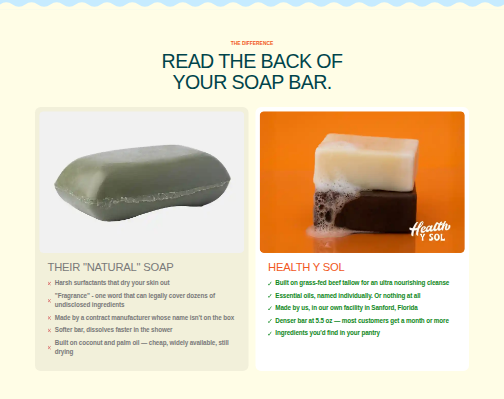 THE DIFFERENCE
READ THE BACK OF
YOUR SOAP BAR.
Health
Y SOL
THEIR "NATURAL" SOAP
Harsh surfactants that dry your skin out
"Fragrance" - one word that can legally cover dozens of
undisclosed ingredients
Made by a contract manufacturer whose name isn't on the box
Softer bar, dissolves faster in the shower
Built on coconut and palm oil — cheap, widely available, still
drying
HEALTH Y SOL
Built on grass-fed beef tallow for an ultra nourishing cleanse
Essential oils, named individually. Or nothing at all
Made by us, in our own facility in Sanford, Florida
Denser bar at 5.5 oz — most customers get a month or more
Ingredients you'd find in your pantry